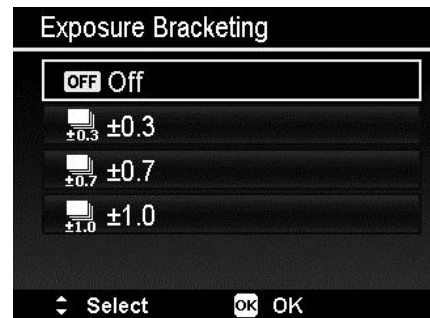 Exposure Bracketing
OFF Off
±0.3 ±0.3
±0.7 ±0.7
±1.0 ±1.0
Select OK OK